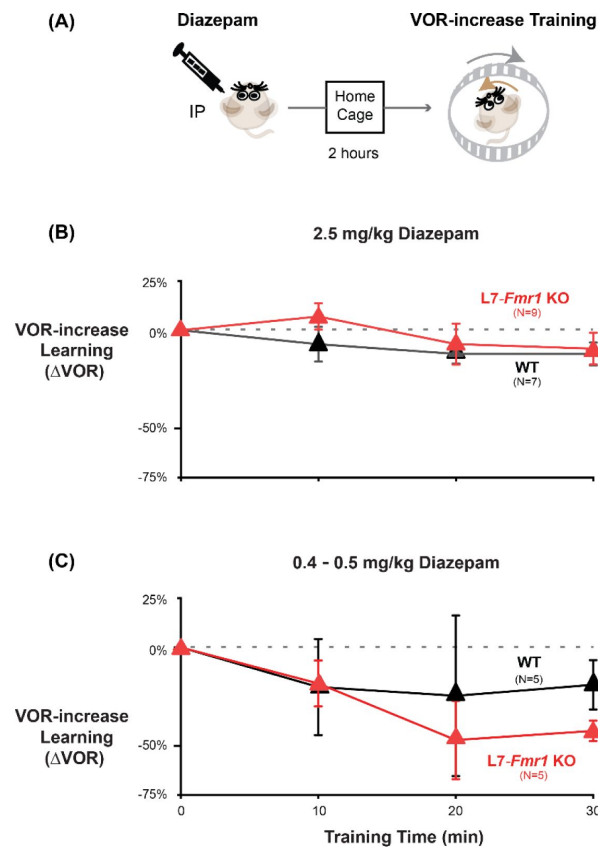 (A)
Diazepam
VOR-increase Training
IP
Home
Cage
2 hours
(B)
2.5 mg/kg Diazepam
25%
0%
-50%
-75%
VOR-increase
Learning
(ΔVOR)
L7-Fmr1 KO
(N=9)
WT
(N=7)
(C)
0.4 - 0.5 mg/kg Diazepam
25%
0%
-50%
-75%
VOR-increase
Learning
(ΔVOR)
WT
(N=5)
L7-Fmr1 KO
(N=5)
0 10 20 30
Training Time (min)